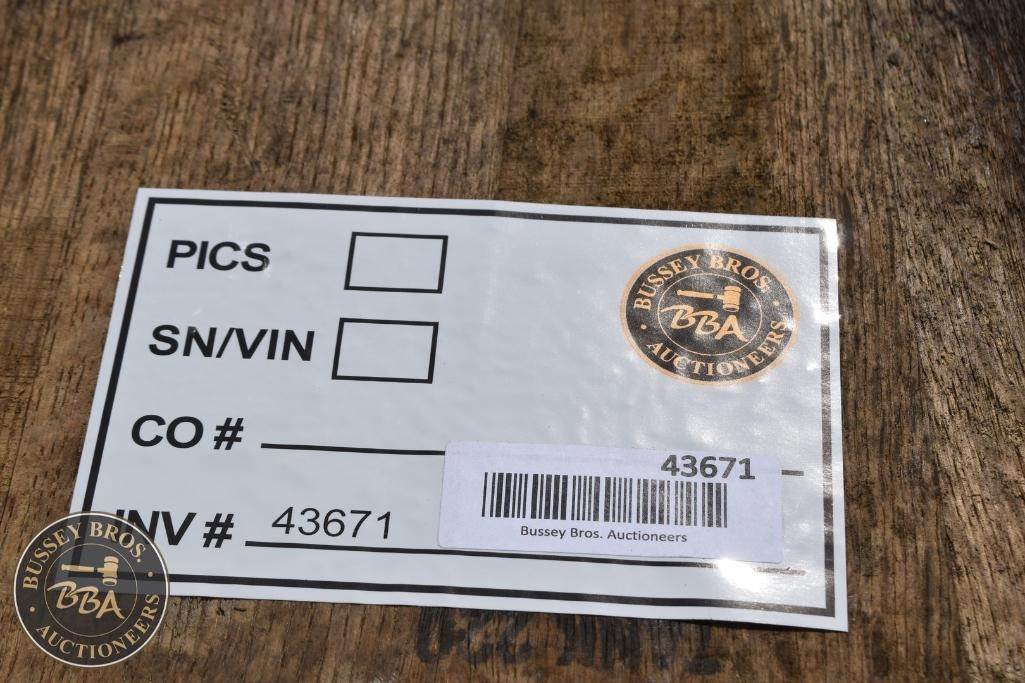 PICS
SN/VIN
BUSSEY BROS.
BBA
AUCTIONEERS
CO #
43671
Bussey Bros. Auctioneers
INV # 43671
BUSSEY BROS.
BBA
AUCTIONEERS